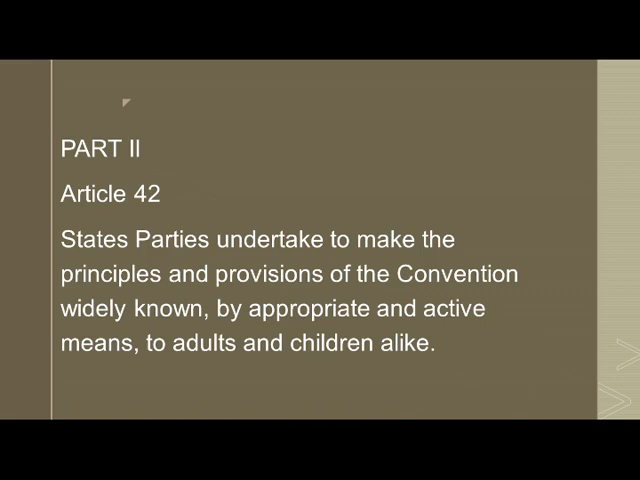 PART II
Article 42
States Parties undertake to make the
principles and provisions of the Convention
widely known, by appropriate and active
means, to adults and children alike.